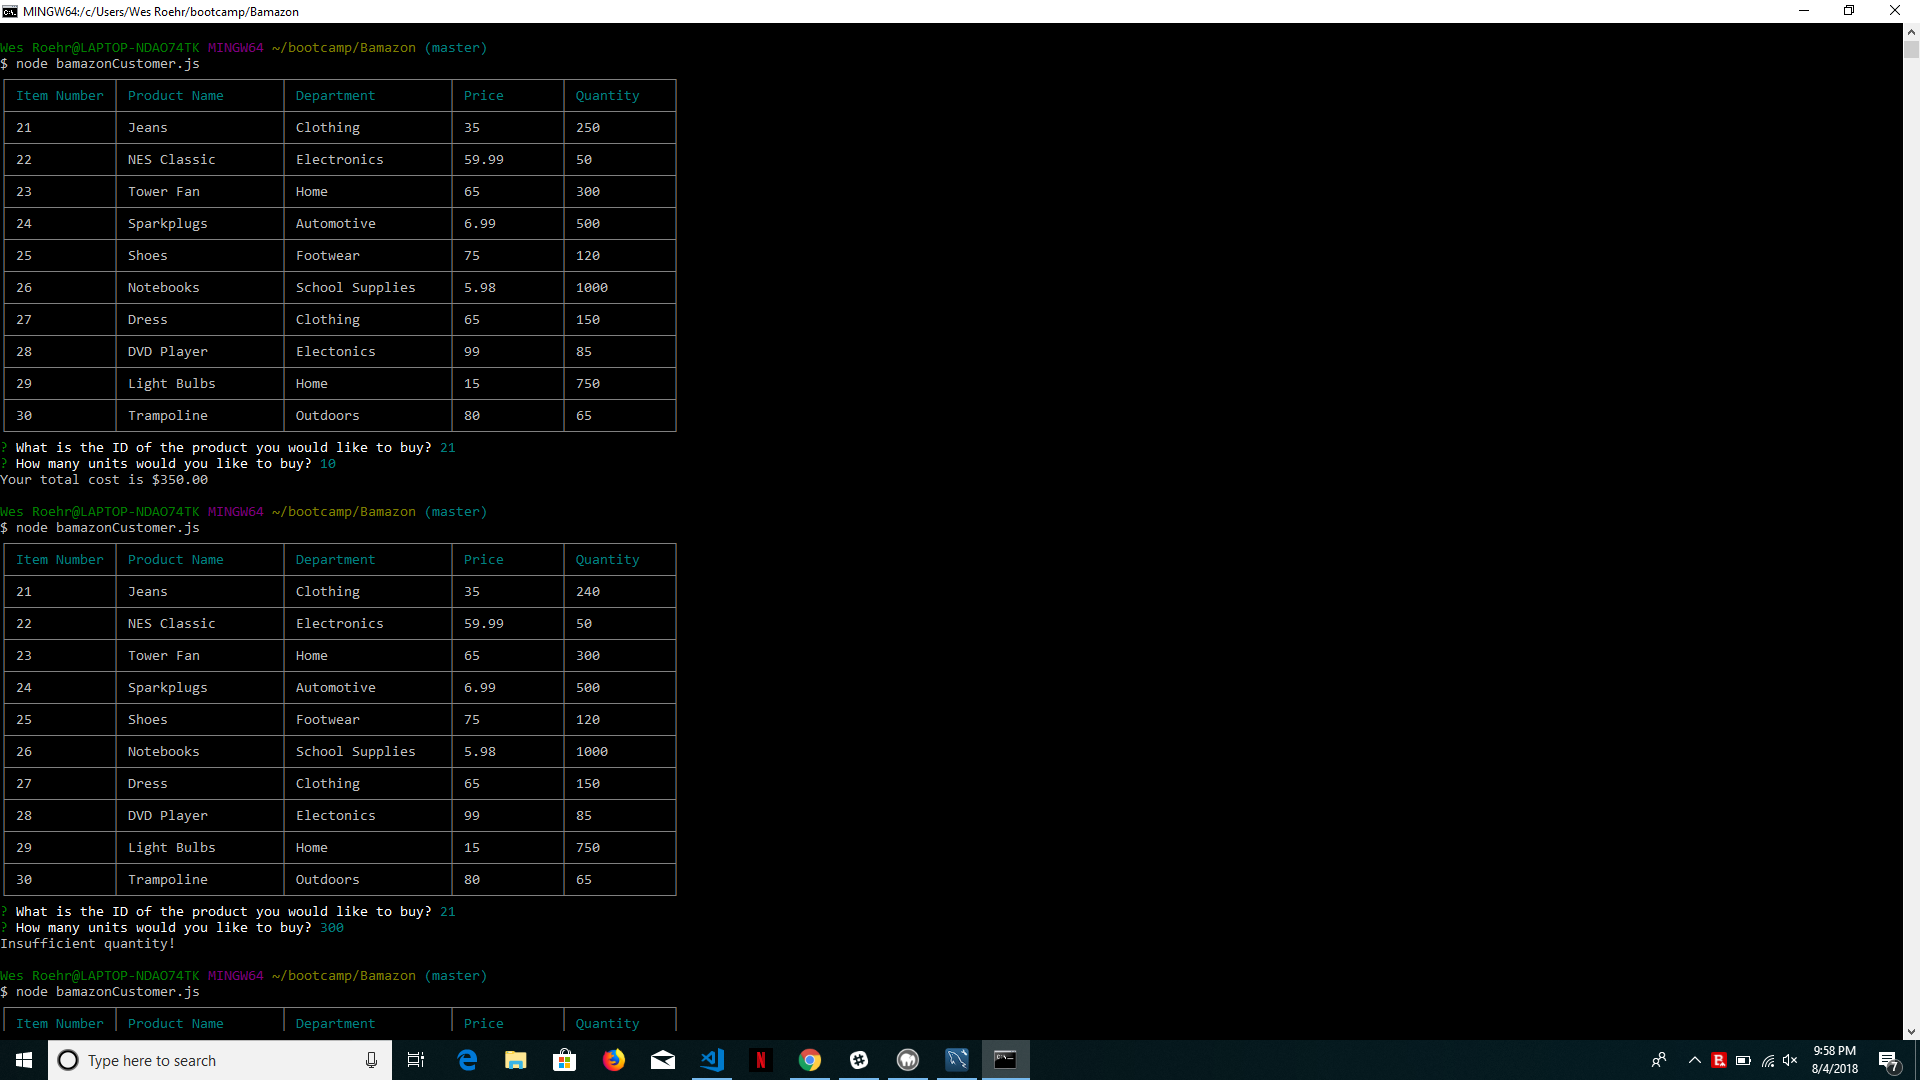 MINGW64:/c/Users/Wes Roehr/bootcamp/Bamazon
Wes Roehr@LAPTOP-NDAO74TK MINGW64 ~/bootcamp/Bamazon (master)
$ node bamazonCustomer.js
Item Number Product Name Department Price Quantity
21 Jeans Clothing 35 250
22 NES Classic Electronics 59.99 50
23 Tower Fan Home 65 300
24 Sparkplugs Automotive 6.99 500
25 Shoes Footwear 75 120
26 Notebooks School Supplies 5.98 1000
27 Dress Clothing 65 150
28 DVD Player Electonics 99 85
29 Light Bulbs Home 15 750
30 Trampoline Outdoors 80 65
? What is the ID of the product you would like to buy? 21
? How many units would you like to buy? 10
Your total cost is $350.00
Wes Roehr@LAPTOP-NDAO74TK MINGW64 ~/bootcamp/Bamazon (master)
$ node bamazonCustomer.js
Item Number Product Name Department Price Quantity
21 Jeans Clothing 35 240
22 NES Classic Electronics 59.99 50
23 Tower Fan Home 65 300
24 Sparkplugs Automotive 6.99 500
25 Shoes Footwear 75 120
26 Notebooks School Supplies 5.98 1000
27 Dress Clothing 65 150
28 DVD Player Electonics 99 85
29 Light Bulbs Home 15 750
30 Trampoline Outdoors 80 65
? What is the ID of the product you would like to buy? 21
? How many units would you like to buy? 300
Insufficient quantity!
Wes Roehr@LAPTOP-NDAO74TK MINGW64 ~/bootcamp/Bamazon (master)
$ node bamazonCustomer.js
Item Number Product Name Department Price Quantity
Type here to search
9:58 PM
8/4/2018
7